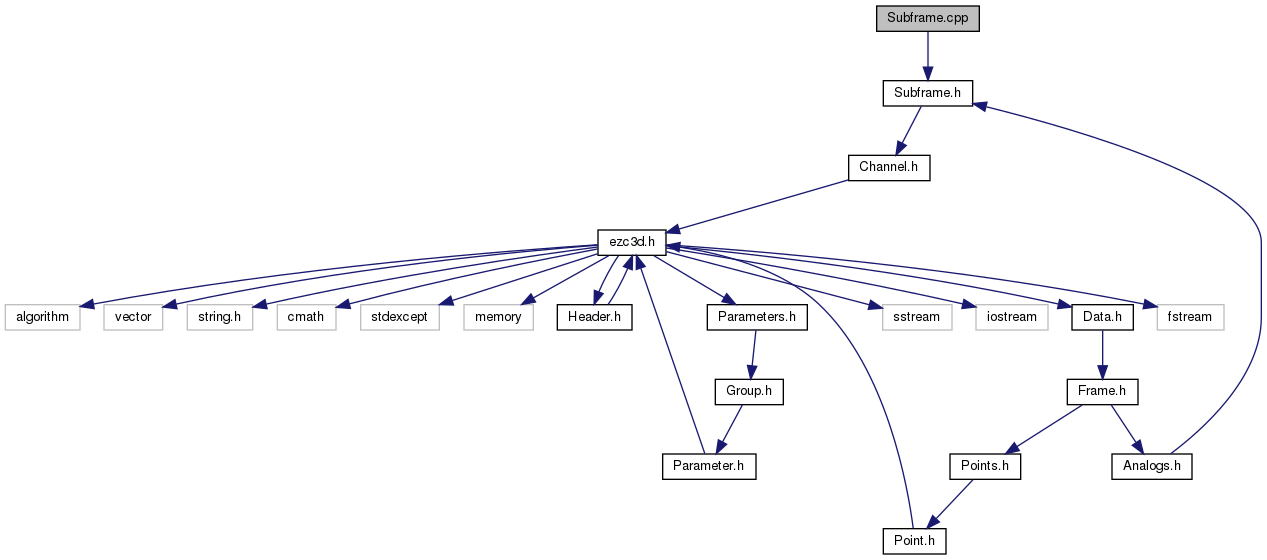 Subframe.cpp
Subframe.h
Channel.h
ezc3d.h
algorithm
vector
string.h
cmath
stdexcept
memory
Header.h
Parameters.h
sstream
iostream
Data.h
fstream
Group.h
Frame.h
Parameter.h
Points.h
Analogs.h
Point.h